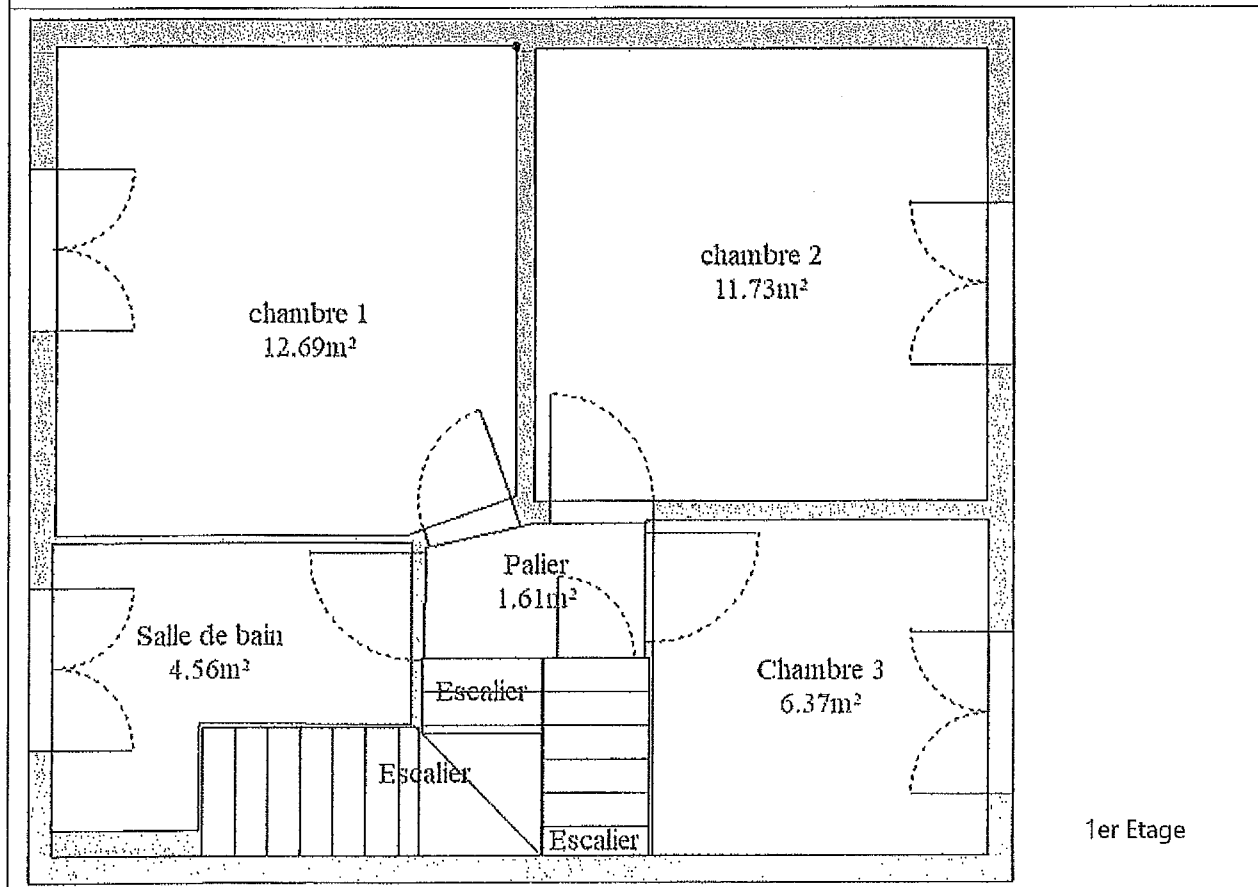 chambre 1
12.69m²
chambre 2
11.73m²
Palier
1.61m²
Salle de bain
4.56m²
Escalier
Chambre 3
6.37m²
Escalier
Escalier
1er Etage